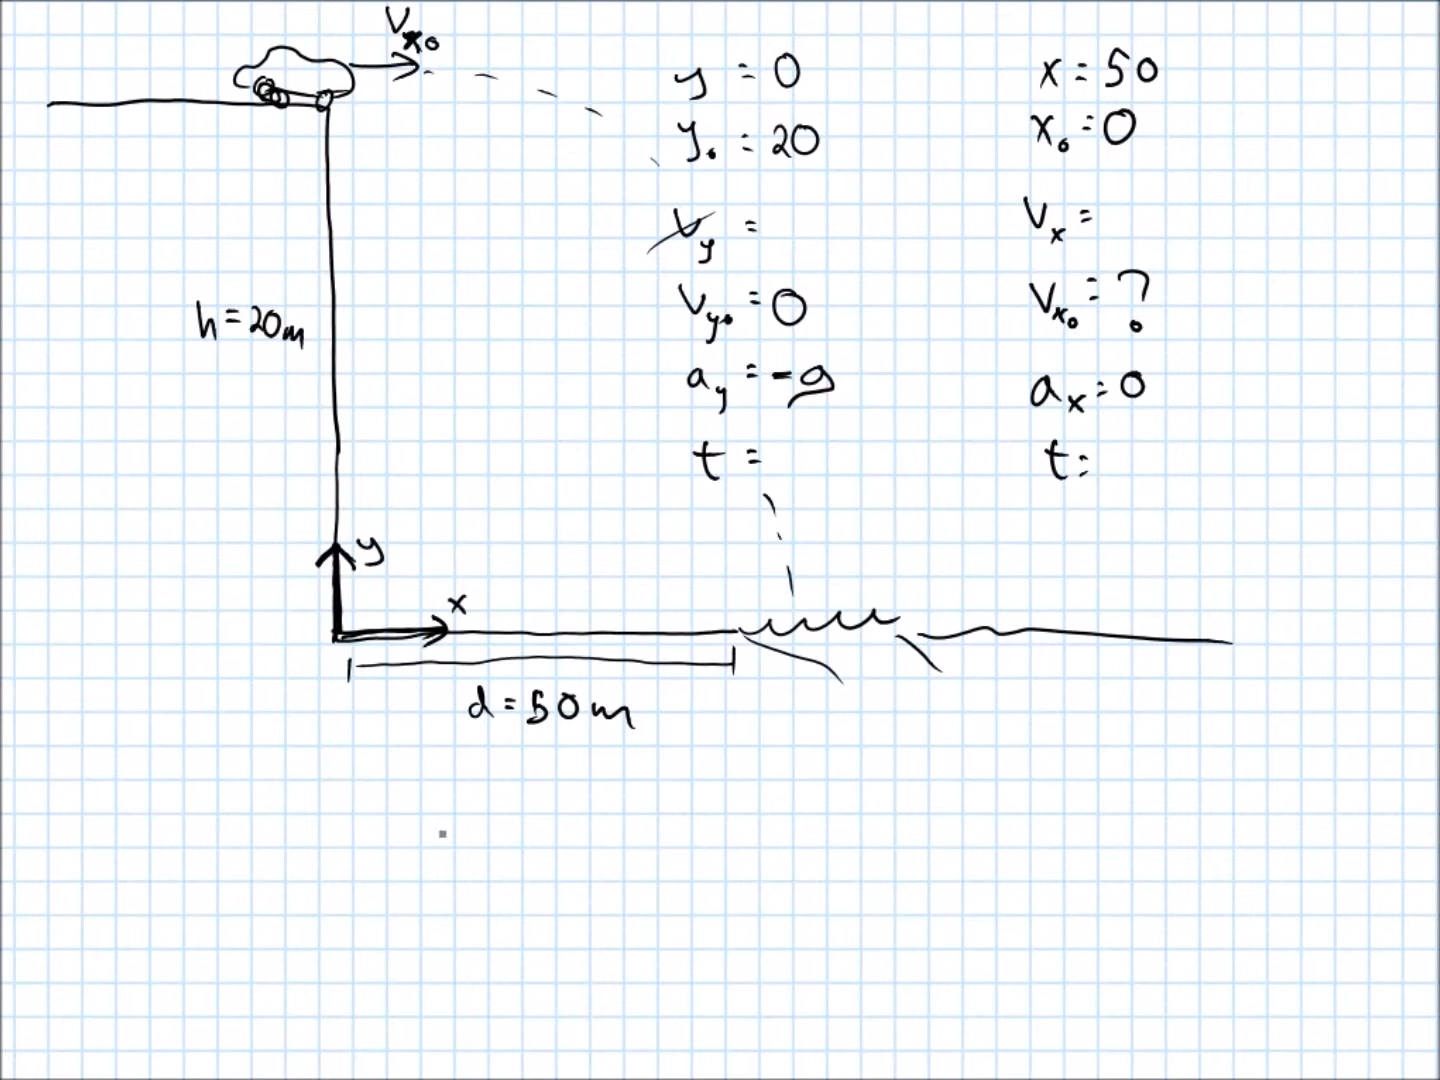 Vx0
y = 0
x = 50
y0 = 20
x0 = 0
Vy =
Vx =
Vy0 = 0
Vx0 = ?
h = 20m
ay = -g
ax = 0
t =
t =
y
x
d = 50m